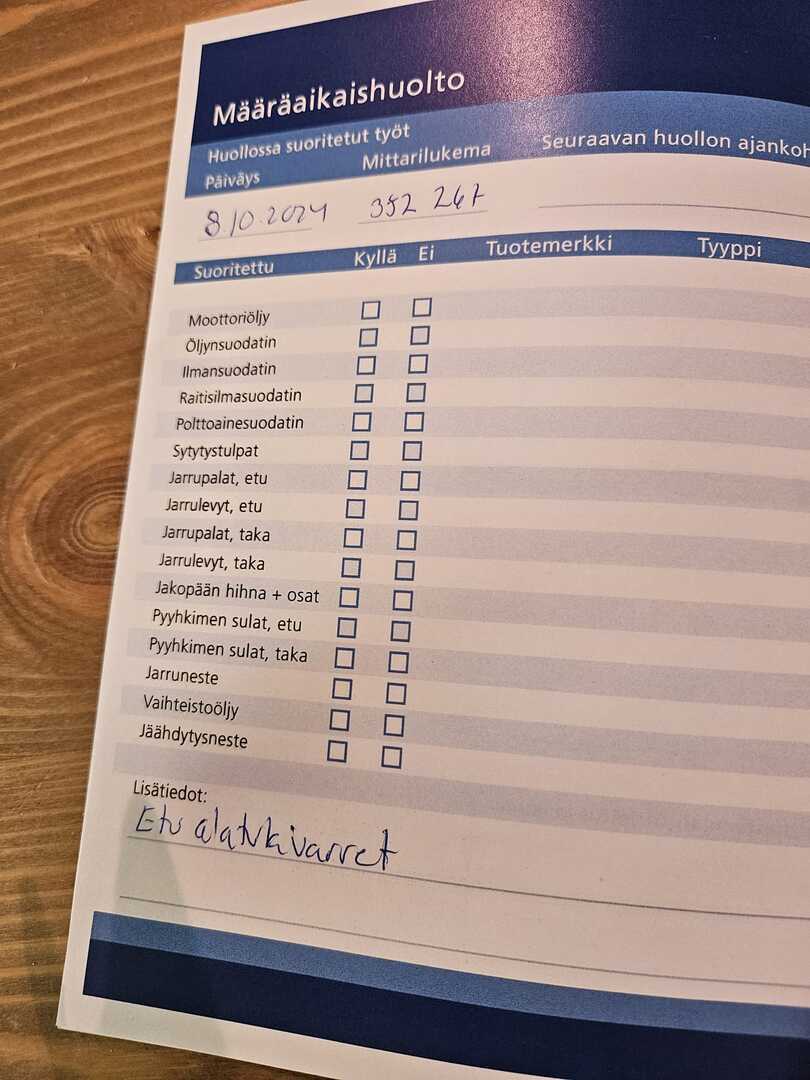 Määräaikaishuolto
Huollossa suoritetut työt
Päiväys Mittarilukema Seuraavan huollon ajankoh
8.10.2024 352 267
Suoritettu Kyllä Ei Tuotemerkki Tyyppi
Moottoriöljy
Öljynsuodatin
Ilmansuodatin
Raitisilmasuodatin
Polttoainesuodatin
Sytytystulpat
Jarrupalat, etu
Jarrulevyt, etu
Jarrupalat, taka
Jarrulevyt, taka
Jakopään hihna + osat
Pyyhkimen sulat, etu
Pyyhkimen sulat, taka
Jarruneste
Vaihteistoöljy
Jäähdytysneste
Lisätiedot:
Etu alatukivarret